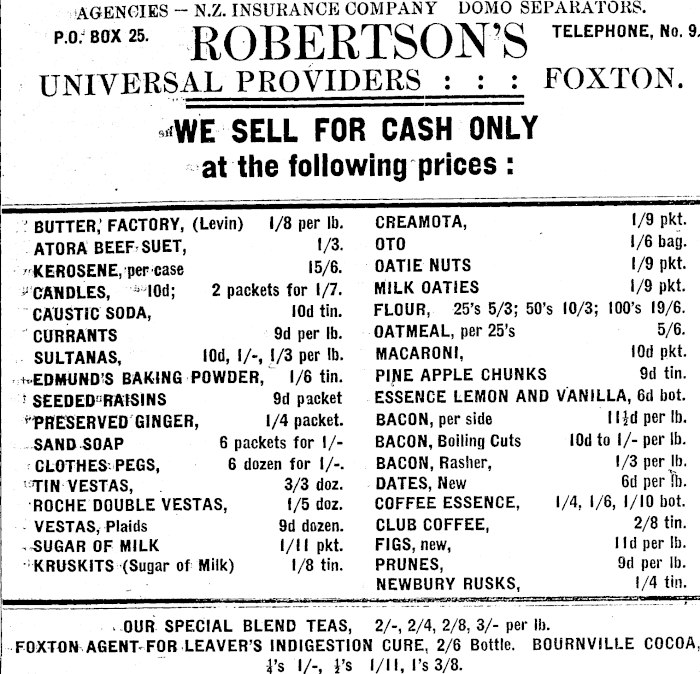 AGENCIES — N.Z. INSURANCE COMPANY DOMO SEPARATORS.
P.O. BOX 25. ROBERTSON'S TELEPHONE, No. 9.
UNIVERSAL PROVIDERS : : : FOXTON.
WE SELL FOR CASH ONLY
at the following prices :
BUTTER, FACTORY, (Levin) 1/8 per lb.
ATORA BEEF SUET, 1/3.
KEROSENE, per case 15/6.
CANDLES, 10d; 2 packets for 1/7.
CAUSTIC SODA, 10d tin.
CURRANTS 9d per lb.
SULTANAS, 10d, 1/-, 1/3 per lb.
EDMUND'S BAKING POWDER, 1/6 tin.
SEEDED RAISINS 9d packet
PRESERVED GINGER, 1/4 packet.
SAND SOAP 6 packets for 1/-
CLOTHES PEGS, 6 dozen for 1/-.
TIN VESTAS, 3/3 doz.
ROCHE DOUBLE VESTAS, 1/5 doz.
VESTAS, Plaids 9d dozen.
SUGAR OF MILK 1/11 pkt.
KRUSKITS (Sugar of Milk) 1/8 tin.
CREAMOTA, 1/9 pkt.
OTO 1/6 bag.
OATIE NUTS 1/9 pkt.
MILK OATIES 1/9 pkt.
FLOUR, 25's 5/3; 50's 10/3; 100's 19/6.
OATMEAL, per 25's 5/6.
MACARONI, 10d pkt.
PINE APPLE CHUNKS 9d tin.
ESSENCE LEMON AND VANILLA, 6d bot.
BACON, per side 11½d per lb.
BACON, Boiling Cuts 10d to 1/- per lb.
BACON, Rasher, 1/3 per lb.
DATES, New 6d per lb.
COFFEE ESSENCE, 1/4, 1/6, 1/10 bot.
CLUB COFFEE, 2/8 tin.
FIGS, new, 11d per lb.
PRUNES, 9d per lb.
NEWBURY RUSKS, 1/4 tin.
OUR SPECIAL BLEND TEAS, 2/-, 2/4, 2/8, 3/- per lb.
FOXTON AGENT FOR LEAVER'S INDIGESTION CURE, 2/6 Bottle. BOURNVILLE COCOA,
¼'s 1/-, ½'s 1/11, 1's 3/8.